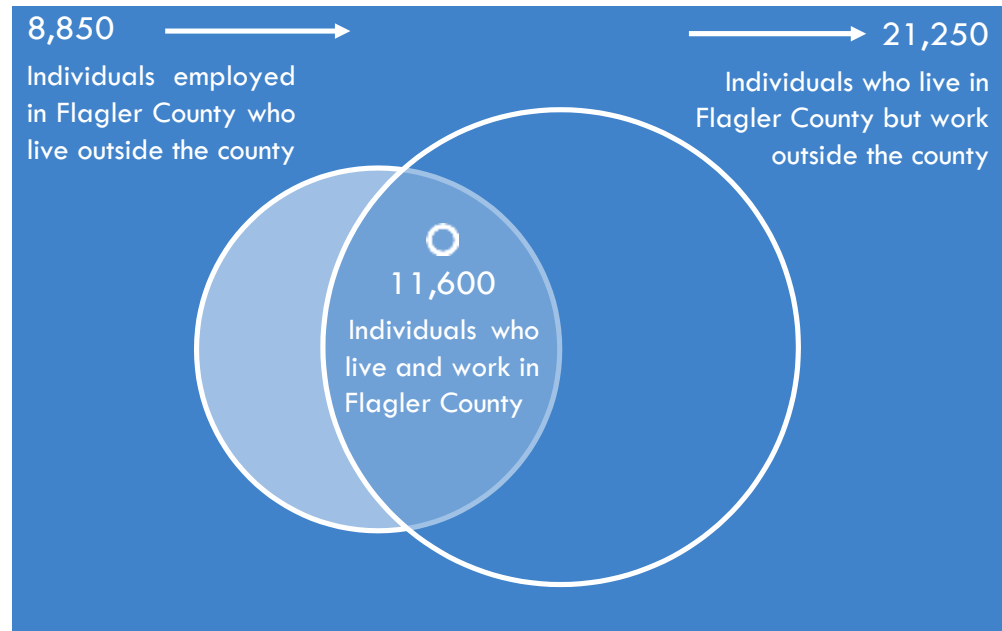 8,850
Individuals employed
in Flagler County who
live outside the county
21,250
Individuals who live in
Flagler County but work
outside the county
11,600
Individuals who
live and work in
Flagler County